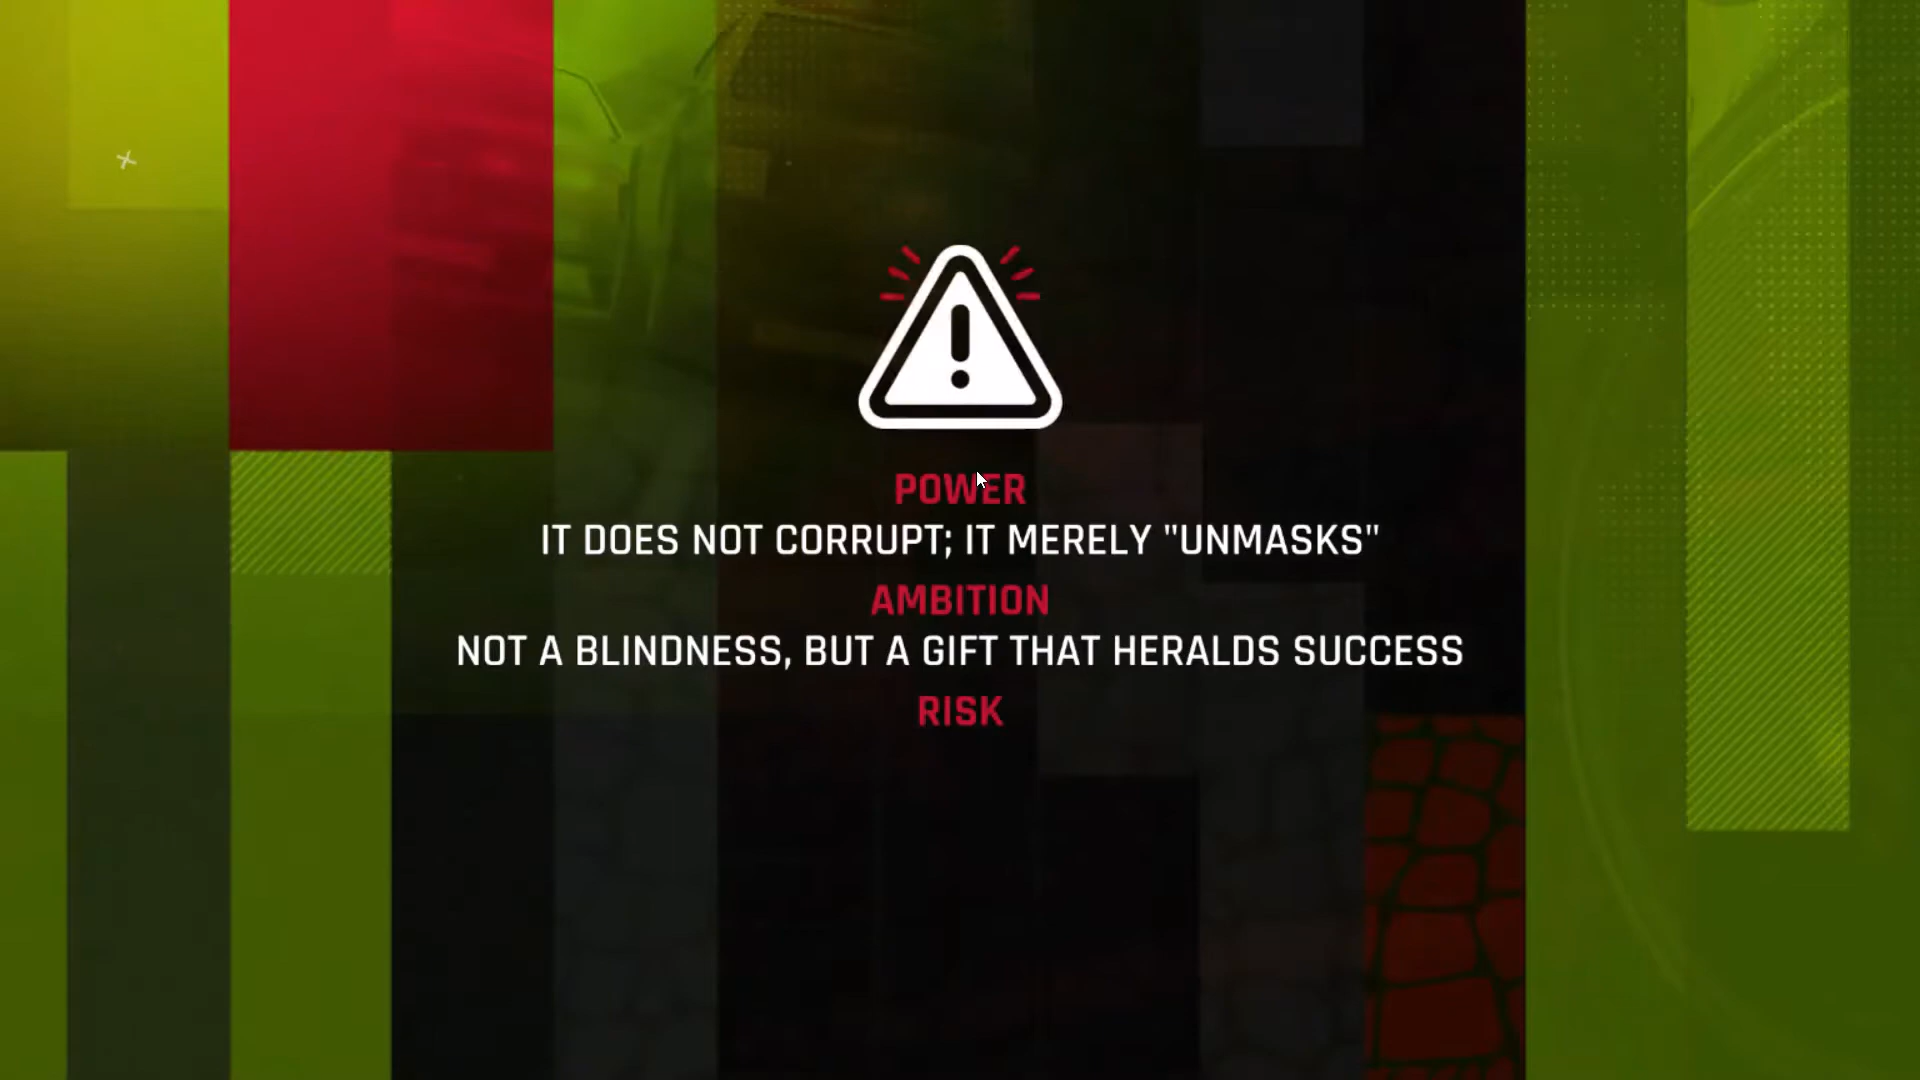 POWER
IT DOES NOT CORRUPT; IT MERELY "UNMASKS"
AMBITION
NOT A BLINDNESS, BUT A GIFT THAT HERALDS SUCCESS
RISK